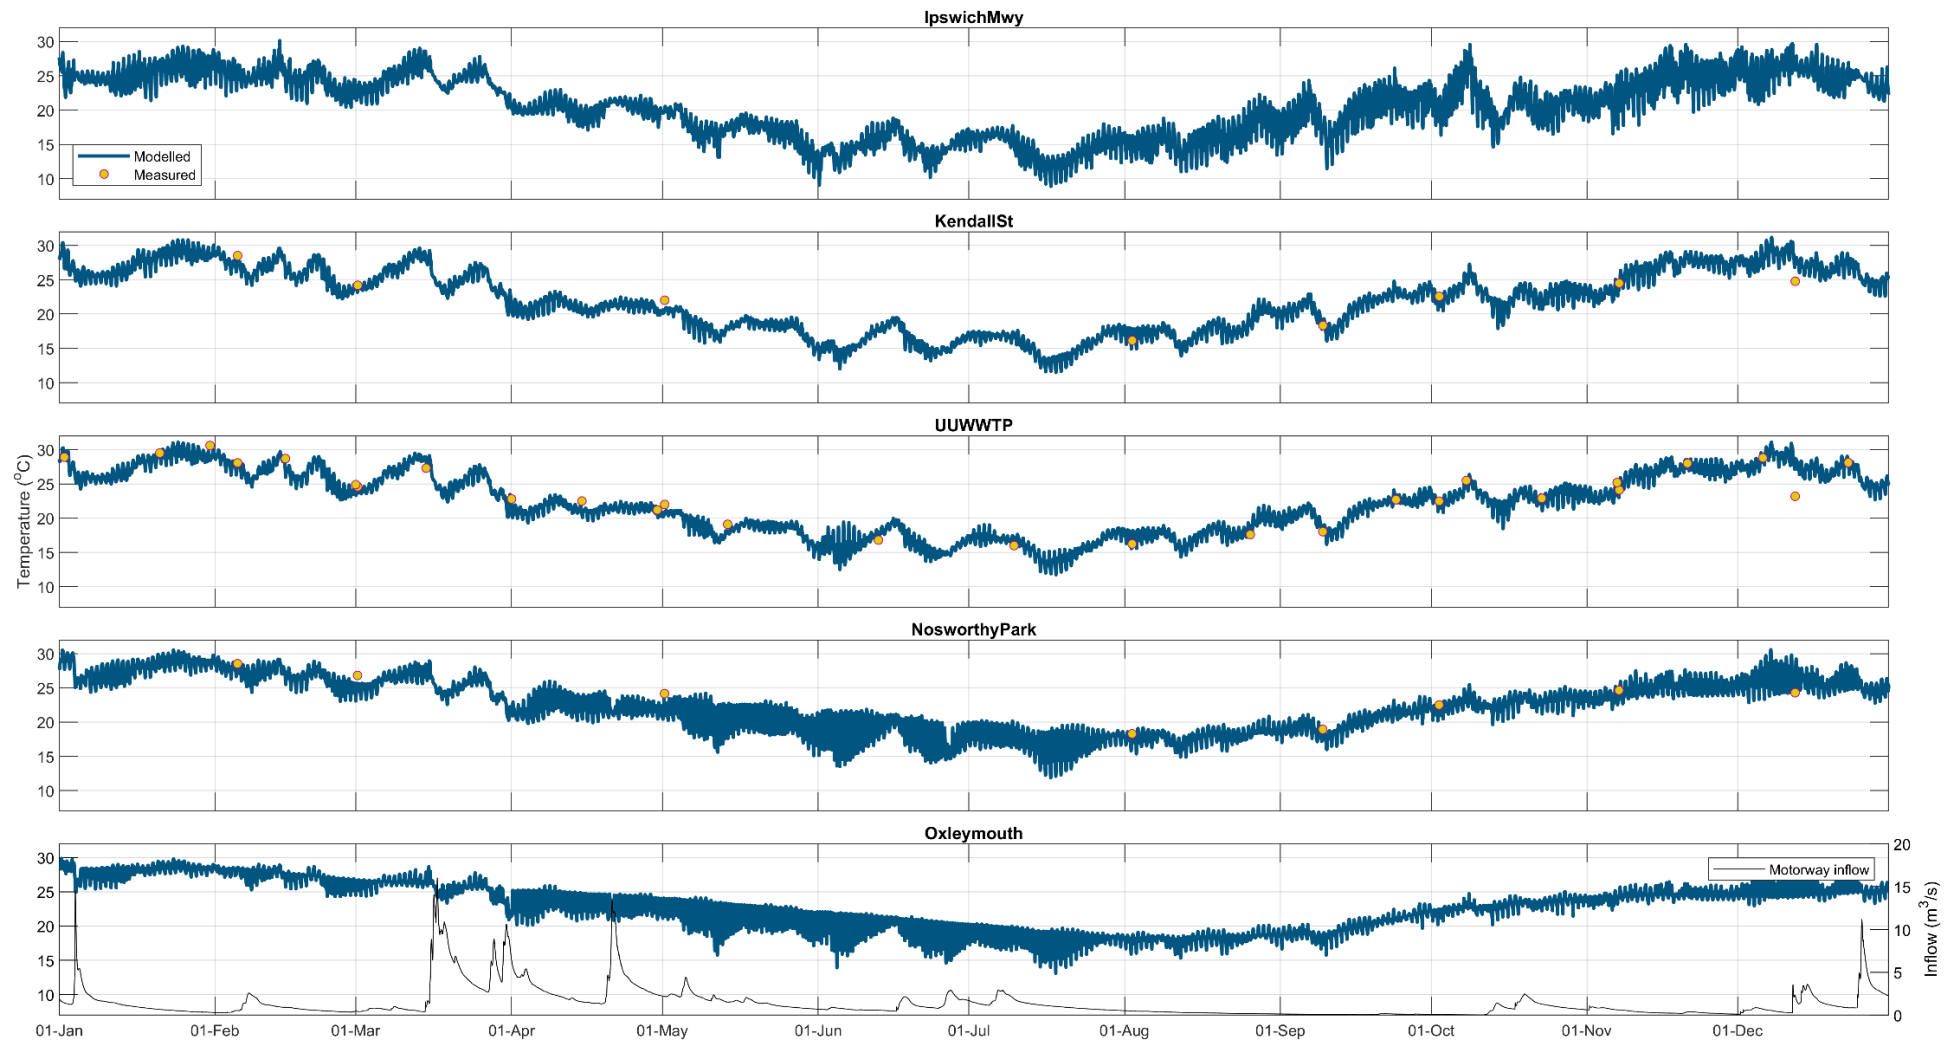 IpswichMwy
30
25
20
15
10
Modelled
Measured
KendallSt
30
25
20
15
10
UUWWTP
30
25
20
15
10
Temperature (°C)
NosworthyPark
30
25
20
15
10
Oxleymouth
30
25
20
15
10
Motorway inflow
20
15
10
5
0
Inflow (m³/s)
01-Jan 01-Feb 01-Mar 01-Apr 01-May 01-Jun 01-Jul 01-Aug 01-Sep 01-Oct 01-Nov 01-Dec